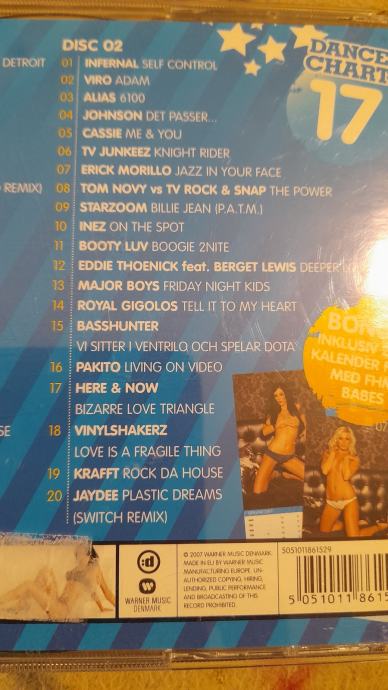 DISC 02
DETROIT
01 INFERNAL SELF CONTROL
02 VIRO ADAM
03 ALIAS 6100
04 JOHNSON DET PASSER...
05 CASSIE ME & YOU
06 TV JUNKEEZ KNIGHT RIDER
07 ERICK MORILLO JAZZ IN YOUR FACE
REMIX)
08 TOM NOVY vs TV ROCK & SNAP THE POWER
09 STARZOOM BILLIE JEAN (P.A.T.M.)
10 INEZ ON THE SPOT
11 BOOTY LUV BOOGIE 2NITE
12 EDDIE THOENICK feat. BERGET LEWIS DEEPER
13 MAJOR BOYS FRIDAY NIGHT KIDS
14 ROYAL GIGOLOS TELL IT TO MY HEART
15 BASSHUNTER
VI SITTER I VENTRILO OCH SPELAR DOTA
16 PAKITO LIVING ON VIDEO
17 HERE & NOW
BIZARRE LOVE TRIANGLE
18 VINYLSHAKERZ
LOVE IS A FRAGILE THING
19 KRAFFT ROCK DA HOUSE
20 JAYDEE PLASTIC DREAMS
(SWITCH REMIX)
DANCE
CHART
17
BON
INKLUSIV
KALENDER
MED FH
BABES
:d
WARNER MUSIC
DENMARK
© 2007 WARNER MUSIC DENMARK.
MADE IN EU BY WARNER MUSIC
MANUFACTURING EUROPE. UN-
AUTHORIZED COPYING, HIRING,
LENDING, PUBLIC PERFORMANCE
AND BROADCASTING OF THIS
RECORD PROHIBITED.
5051011861529
5 051011 861